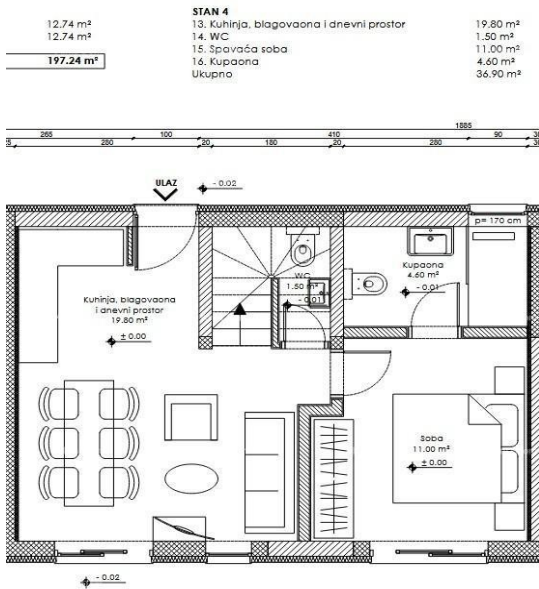 STAN 4
12.74 m² 13. Kuhinja, blagovaona i dnevni prostor 19.80 m²
12.74 m² 14. WC 1.50 m²
15. Spavaća soba 11.00 m²
197.24 m² 16. Kupaona 4.60 m²
Ukupno 36.90 m²
1885
265 100 410 90
280 20 180 20 280
ULAZ - 0.02
p= 170 cm
WC
1.50 m²
- 0.01
Kupaona
4.60 m²
- 0.01
Kuhinja, blagovaona
i dnevni prostor
19.80 m²
± 0.00
Soba
11.00 m²
± 0.00
- 0.02